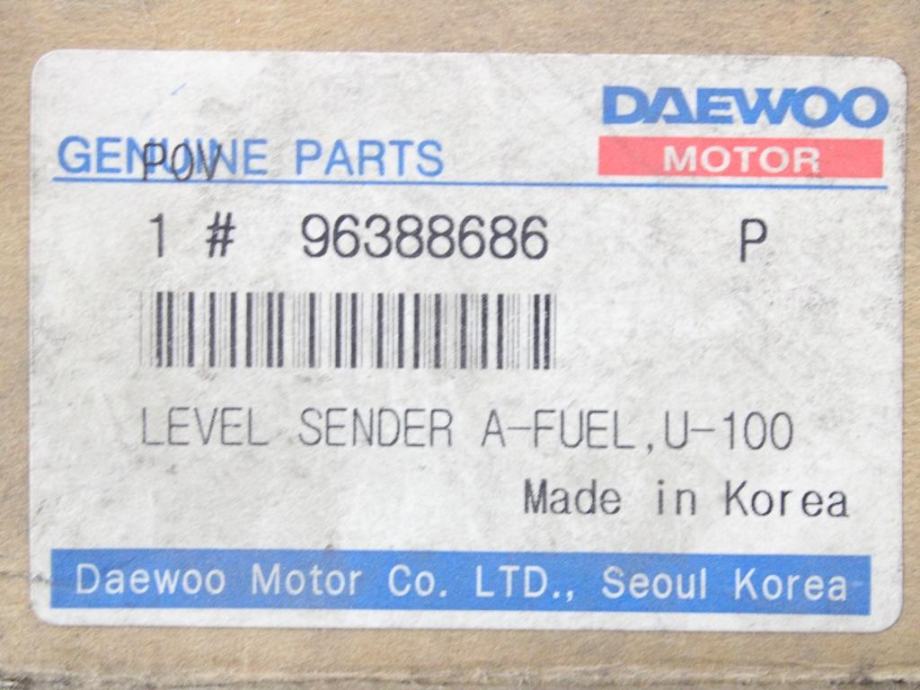 DAEWOO
MOTOR
GENUINE PARTS
POV
1 # 96388686 P
LEVEL SENDER A-FUEL,U-100
Made in Korea
Daewoo Motor Co. LTD., Seoul Korea